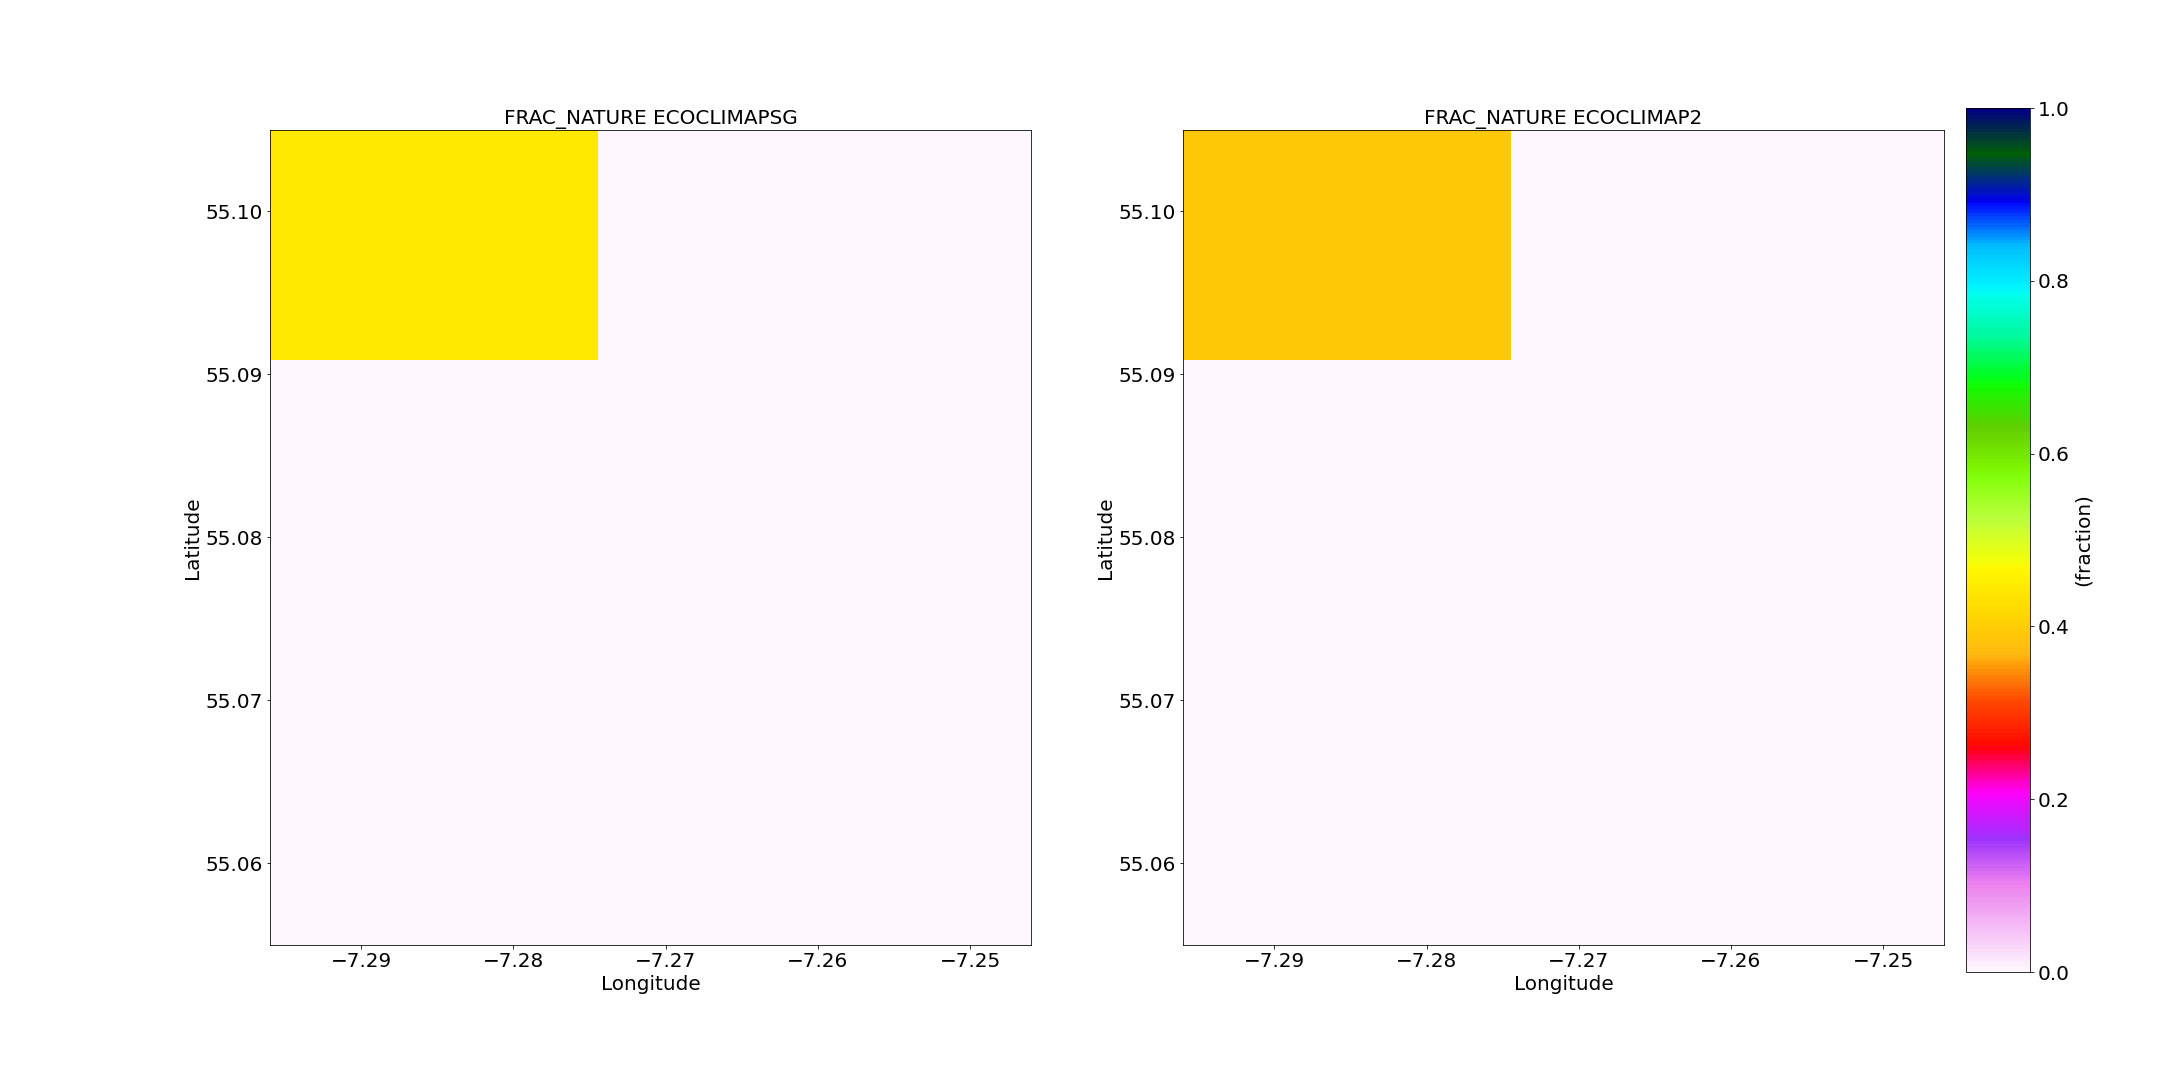 FRAC_NATURE ECOCLIMAPSG
55.10
55.09
55.08
55.07
55.06
Latitude
−7.29 −7.28 −7.27 −7.26 −7.25
Longitude
FRAC_NATURE ECOCLIMAP2
55.10
55.09
55.08
55.07
55.06
Latitude
−7.29 −7.28 −7.27 −7.26 −7.25
Longitude
1.0
0.8
0.6
0.4
0.2
0.0
(fraction)